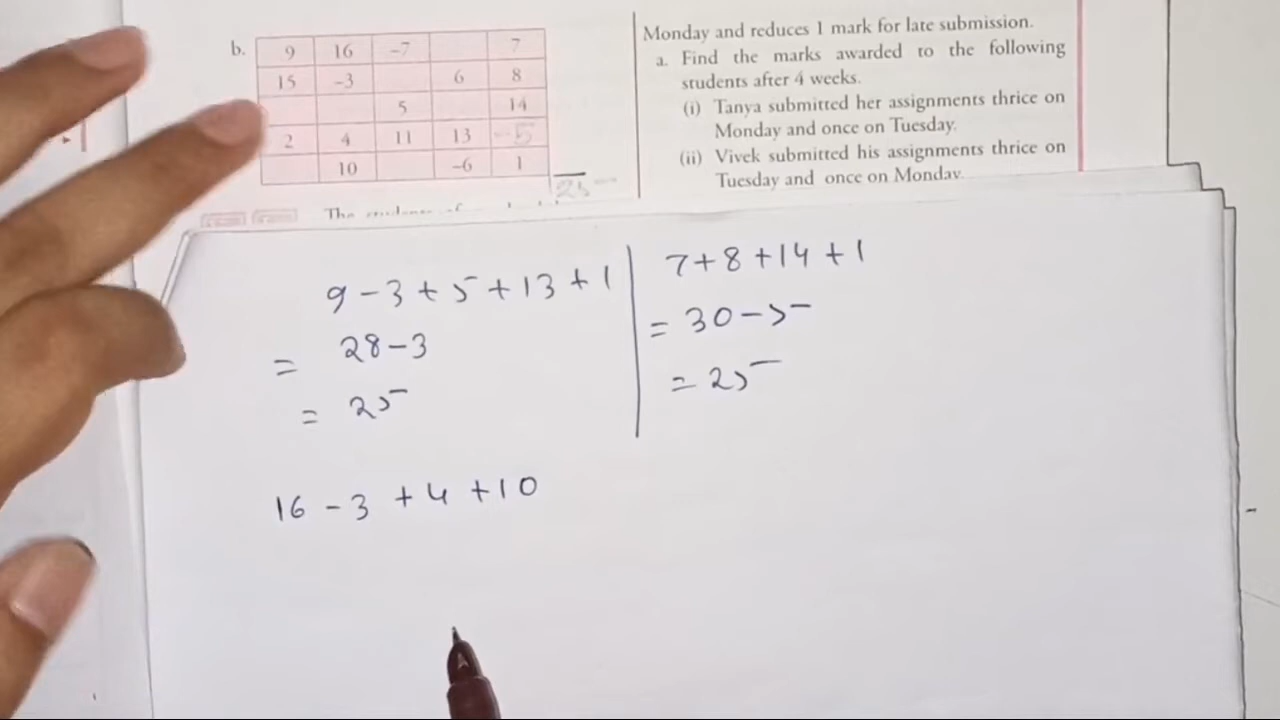 b.
9 16 -7 7
15 -3 6 8
5 14
2 4 11 13 -5
10 -6 1
25
Monday and reduces 1 mark for late submission.
a. Find the marks awarded to the following
students after 4 weeks.
(i) Tanya submitted her assignments thrice on
Monday and once on Tuesday.
(ii) Vivek submitted his assignments thrice on
Tuesday and once on Monday.
The
9 - 3 + 5 + 13 + 1
= 28 - 3
= 25
7 + 8 + 14 + 1
= 30 - 5
= 25
16 - 3 + 4 + 10